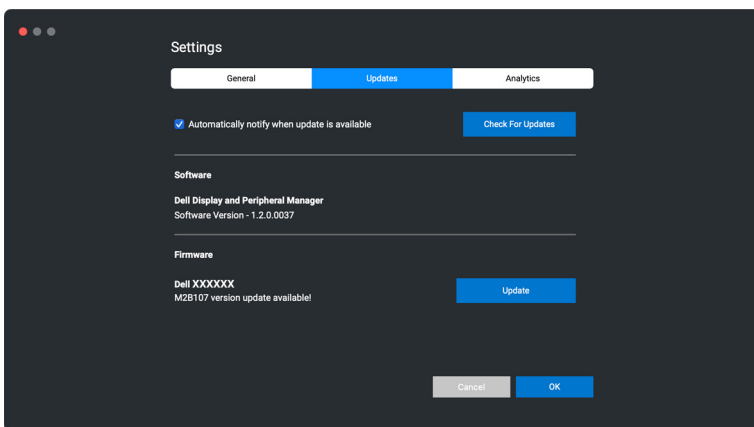 Settings
General Updates Analytics
Automatically notify when update is available Check For Updates
Software
Dell Display and Peripheral Manager
Software Version - 1.2.0.0037
Firmware
Dell XXXXXX
M2B107 version update available! Update
Cancel OK